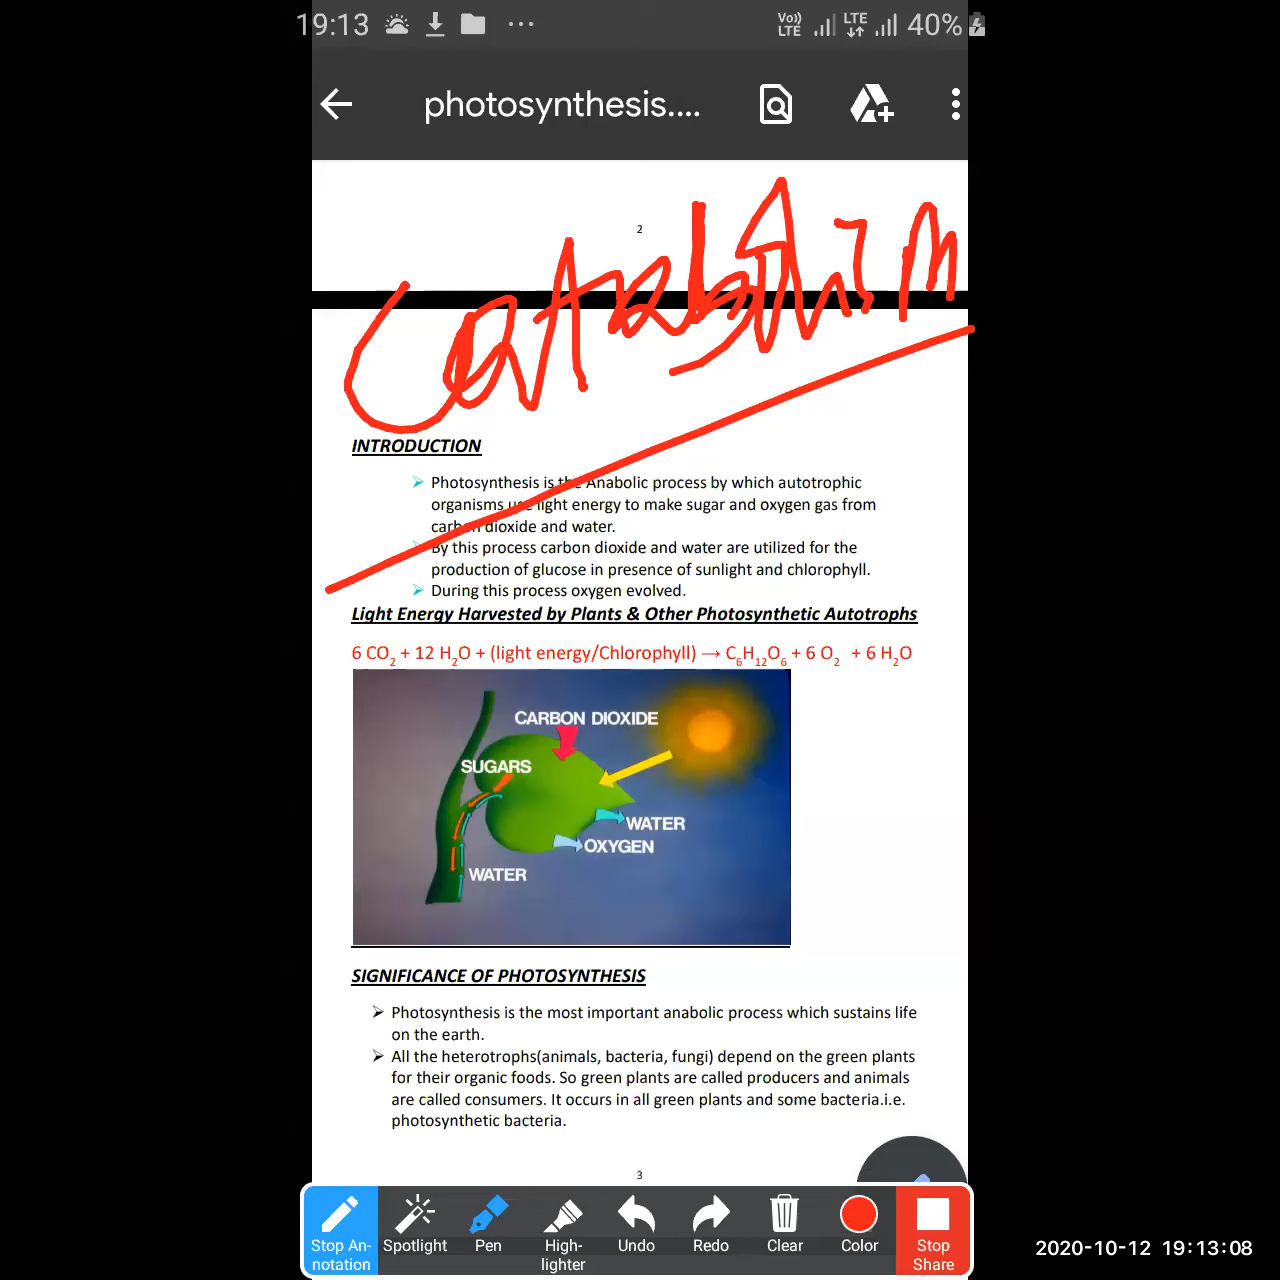 19:13 ... Vo)) LTE LTE 40%
photosynthesis....
2
Catabolism
INTRODUCTION
Photosynthesis is the Anabolic process by which autotrophic
organisms use light energy to make sugar and oxygen gas from
carbon dioxide and water.
By this process carbon dioxide and water are utilized for the
production of glucose in presence of sunlight and chlorophyll.
During this process oxygen evolved.
Light Energy Harvested by Plants & Other Photosynthetic Autotrophs
6 CO2 + 12 H2O + (light energy/Chlorophyll) → C6H12O6 + 6 O2 + 6 H2O
CARBON DIOXIDE
SUGARS
WATER
OXYGEN
WATER
SIGNIFICANCE OF PHOTOSYNTHESIS
Photosynthesis is the most important anabolic process which sustains life
on the earth.
All the heterotrophs(animals, bacteria, fungi) depend on the green plants
for their organic foods. So green plants are called producers and animals
are called consumers. It occurs in all green plants and some bacteria.i.e.
photosynthetic bacteria.
3
Stop An-
notation
Spotlight
Pen
High-
lighter
Undo
Redo
Clear
Color
Stop
Share
2020-10-12 19:13:08